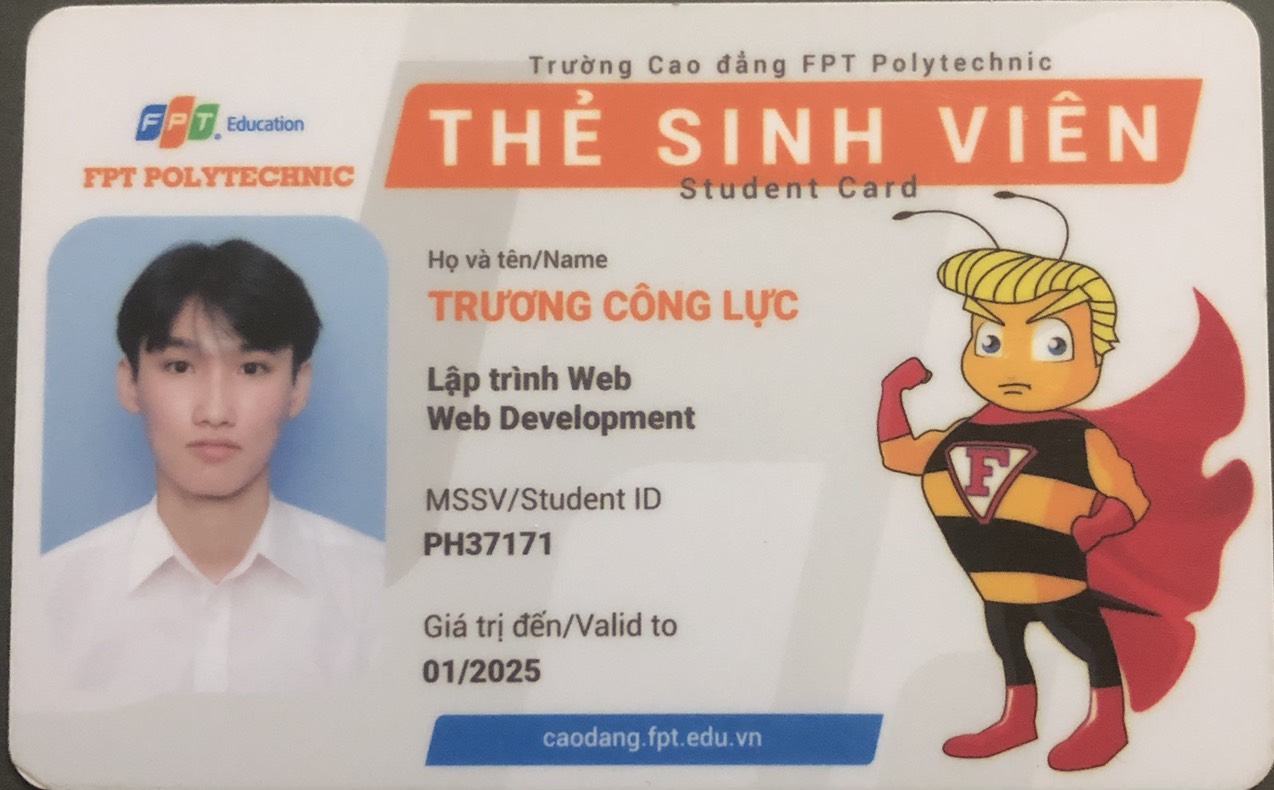 Trường Cao đẳng FPT Polytechnic
FPT Education
FPT POLYTECHNIC
THẺ SINH VIÊN
Student Card
Họ và tên/Name
TRƯƠNG CÔNG LỰC
Lập trình Web
Web Development
MSSV/Student ID
PH37171
Giá trị đến/Valid to
01/2025
caodang.fpt.edu.vn
F